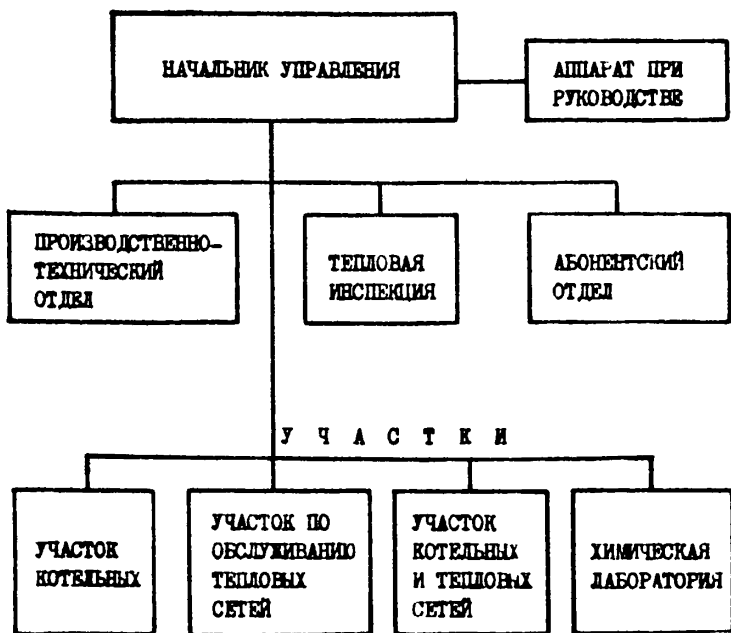 НАЧАЛЬНИК УПРАВЛЕНИЯ
АППАРАТ ПРИ
РУКОВОДСТВЕ
ПРОИЗВОДСТВЕННО-
ТЕХНИЧЕСКИЙ
ОТДЕЛ
ТЕПЛОВАЯ
ИНСПЕКЦИЯ
АБОНЕНТСКИЙ
ОТДЕЛ
У Ч А С Т К И
УЧАСТОК
КОТЕЛЬНЫХ
УЧАСТОК ПО
ОБСЛУЖИВАНИЮ
ТЕПЛОВЫХ
СЕТЕЙ
УЧАСТОК
КОТЕЛЬНЫХ
И ТЕПЛОВЫХ
СЕТЕЙ
ХИМИЧЕСКАЯ
ЛАБОРАТОРИЯ